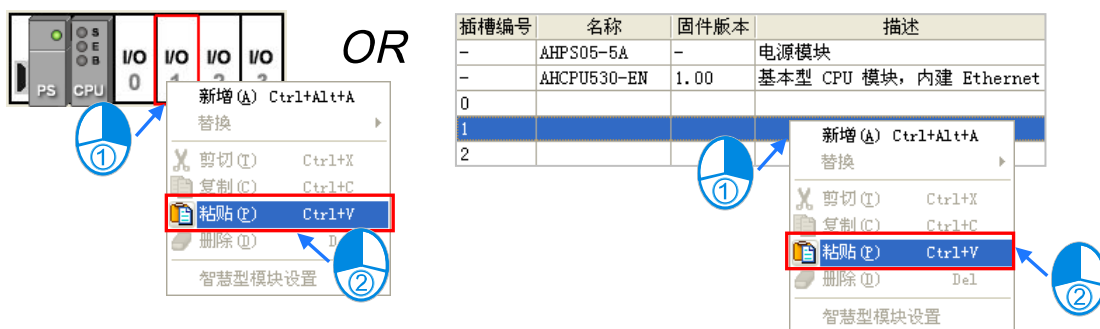 S
E
B
PS
CPU
I/O
0
I/O
1
I/O
2
I/O
3
新增(A) Ctrl+Alt+A
替换
剪切(T) Ctrl+X
复制(C) Ctrl+C
粘贴(P) Ctrl+V
删除(D) D
智慧型模块设置
①
②
OR
插槽编号 名称 固件版本 描述
- AHPS05-5A - 电源模块
- AHCPU530-EN 1.00 基本型 CPU 模块，内建 Ethernet
0
1
2
新增(A) Ctrl+Alt+A
替换
剪切(T) Ctrl+X
复制(C) Ctrl+C
粘贴(P) Ctrl+V
删除(D) Del
智慧型模块设置
①
②